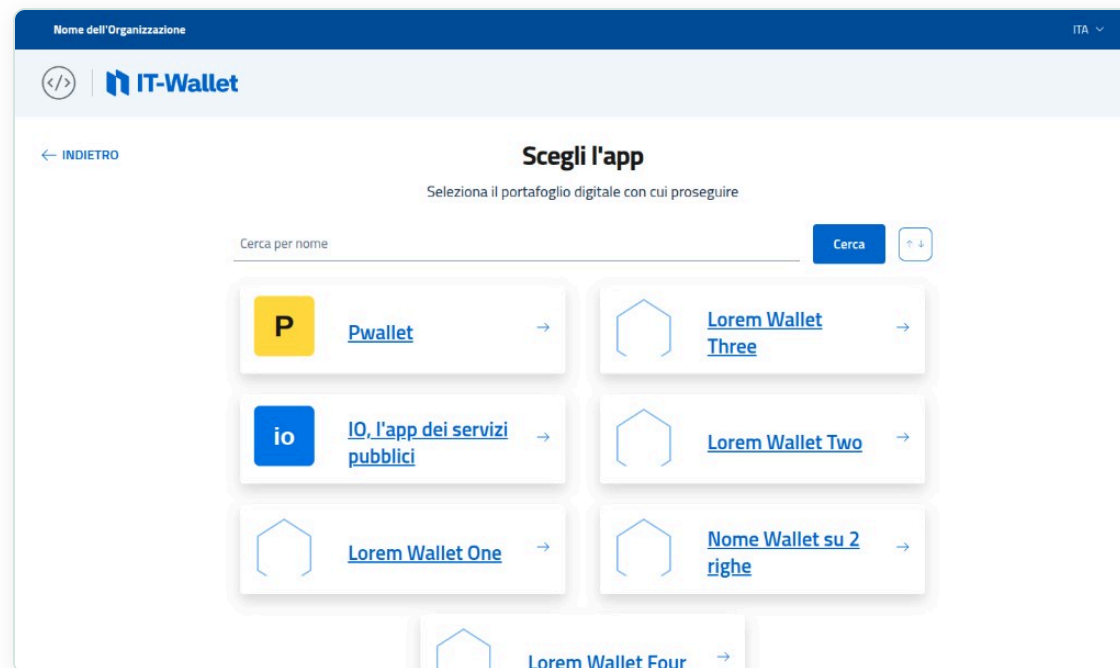 Nome dell'Organizzazione
ITA
</>
IT-Wallet
INDIETRO
Scegli l'app
Seleziona il portafoglio digitale con cui proseguire
Cerca per nome
Cerca
P
Pwallet
Lorem Wallet
Three
io
IO, l'app dei servizi
pubblici
Lorem Wallet Two
Lorem Wallet One
Nome Wallet su 2
righe
Lorem Wallet Four